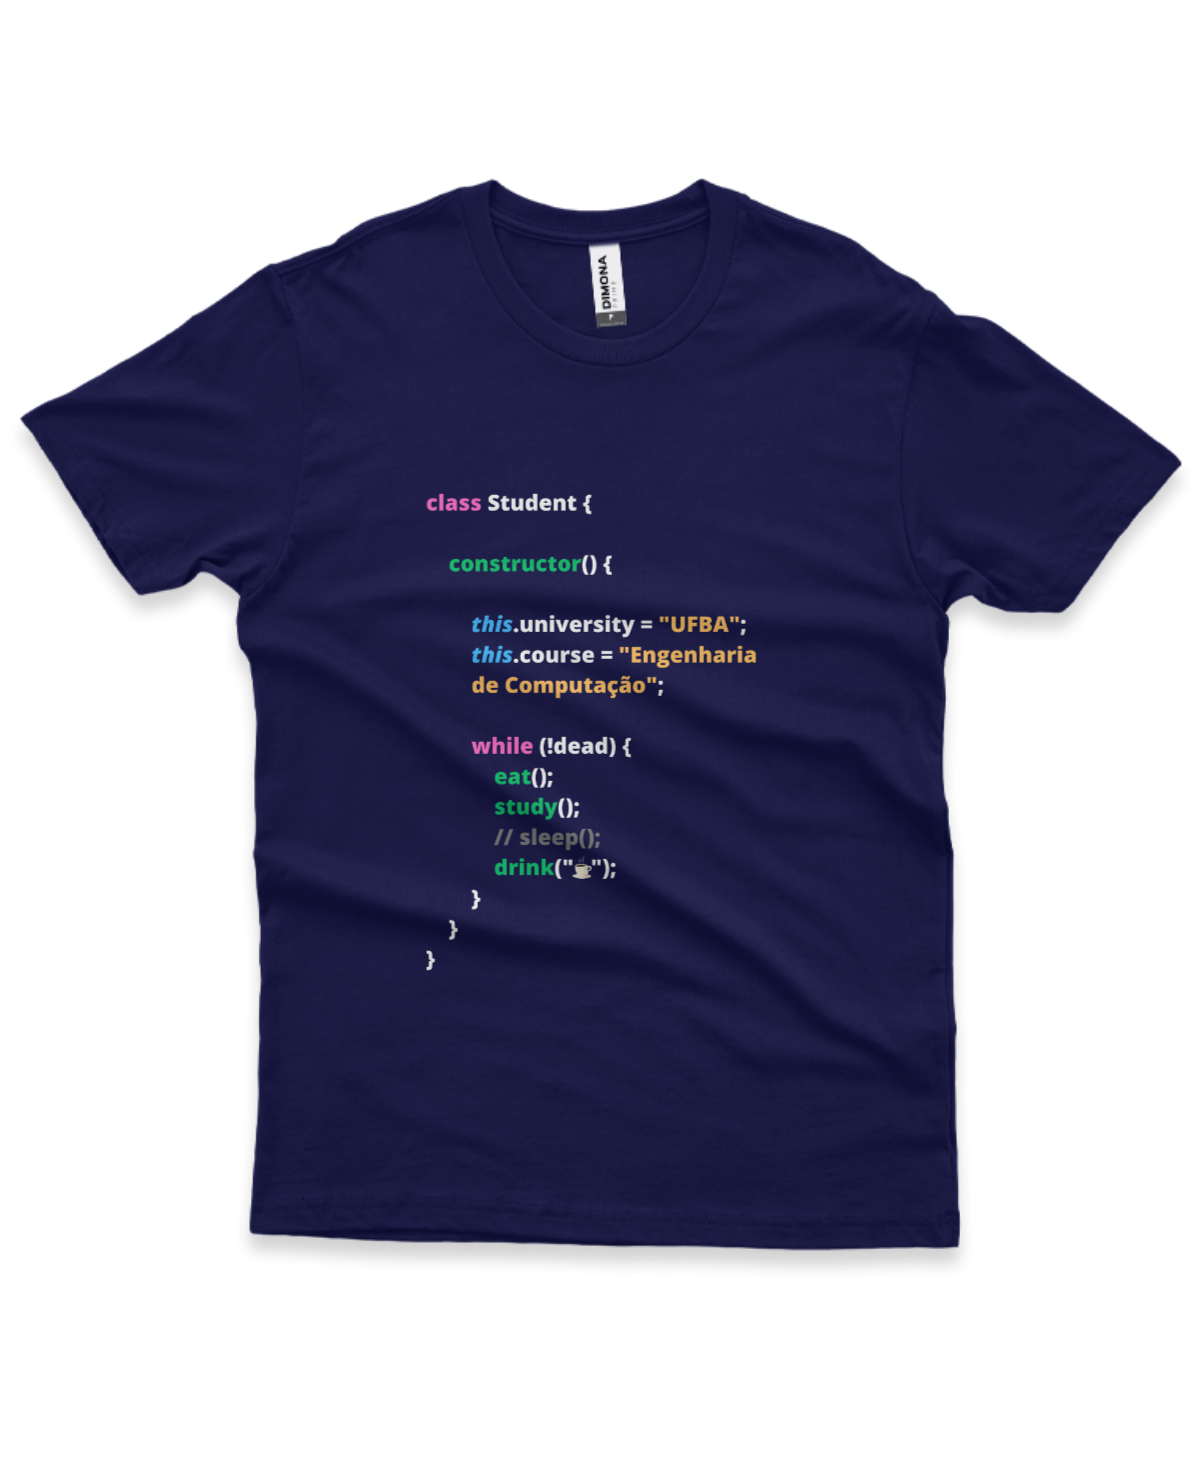 DIMONA
class Student {
constructor() {
this.university = "UFBA";
this.course = "Engenharia
de Computação";
while (!dead) {
eat();
study();
// sleep();
drink("☕");
}
}
}